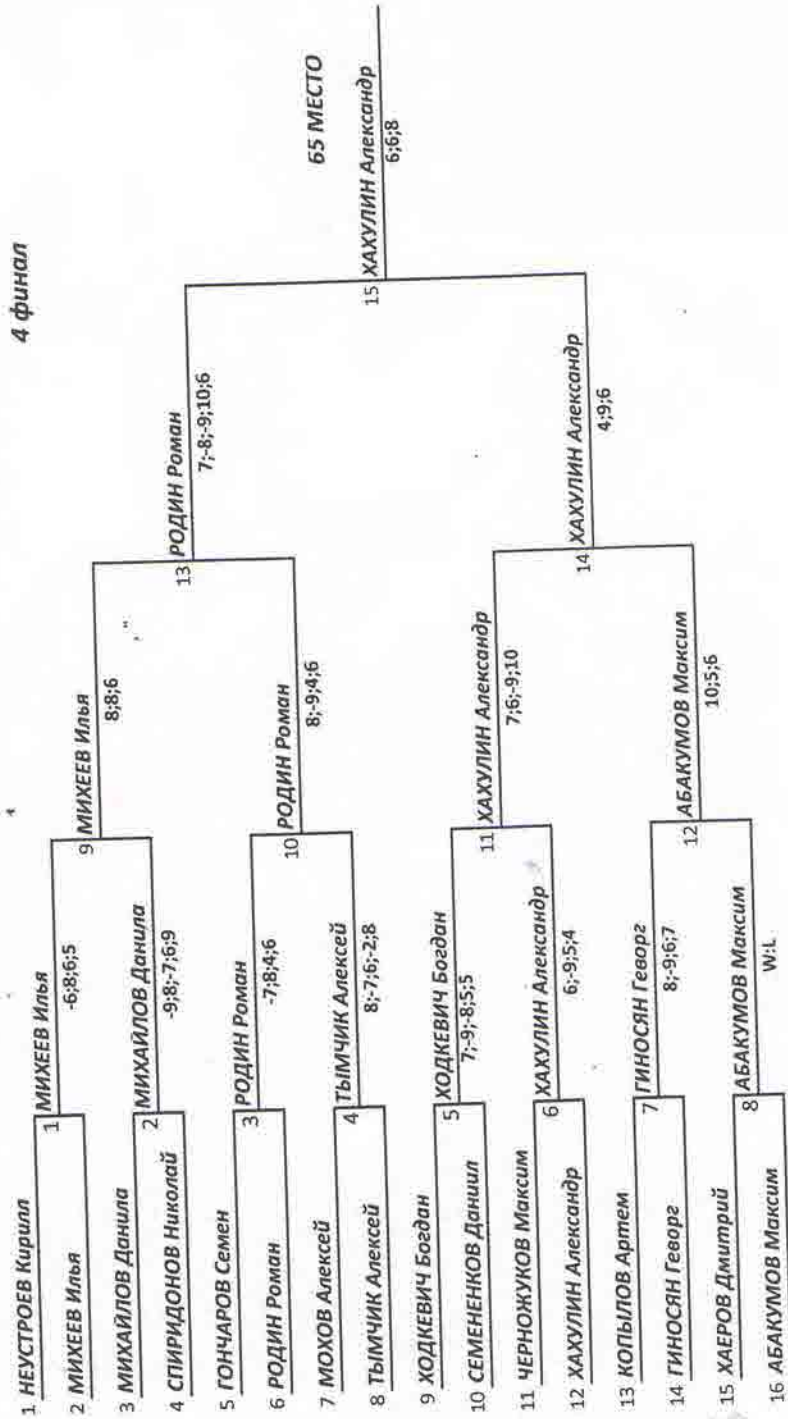 4 финал
1 НЕУСТРОЕВ Кирилл
2 МИХЕЕВ Илья
3 МИХАЙЛОВ Данила
4 СПИРИДОНОВ Николай
5 ГОНЧАРОВ Семен
6 РОДИН Роман
7 МОХОВ Алексей
8 ТЫМЧИК Алексей
9 ХОДКЕВИЧ Богдан
10 СЕМЕНЕНКОВ Даниил
11 ЧЕРНОЖУКОВ Максим
12 ХАХУЛИН Александр
13 КОПЫЛОВ Артем
14 ГИНОСЯН Геворг
15 ХАЕРОВ Дмитрий
16 АБАКУМОВ Максим
1 МИХЕЕВ Илья
-6;8;6;5
2 МИХАЙЛОВ Данила
-9;8;-7;6;9
3 РОДИН Роман
-7;8;4;6
4 ТЫМЧИК Алексей
8;-7;6;-2;8
5 ХОДКЕВИЧ Богдан
7;-9;-8;5;5
6 ХАХУЛИН Александр
6;-9;5;4
7 ГИНОСЯН Геворг
8;-9;6;7
8 АБАКУМОВ Максим
W:L
9 МИХЕЕВ Илья
8;8;6
10 РОДИН Роман
8;-9;4;6
11 ХАХУЛИН Александр
7;6;-9;10
12 АБАКУМОВ Максим
10;5;6
13 РОДИН Роман
7;-8;-9;10;6
14 ХАХУЛИН Александр
4;9;6
65 МЕСТО
15 ХАХУЛИН Александр
6;6;8